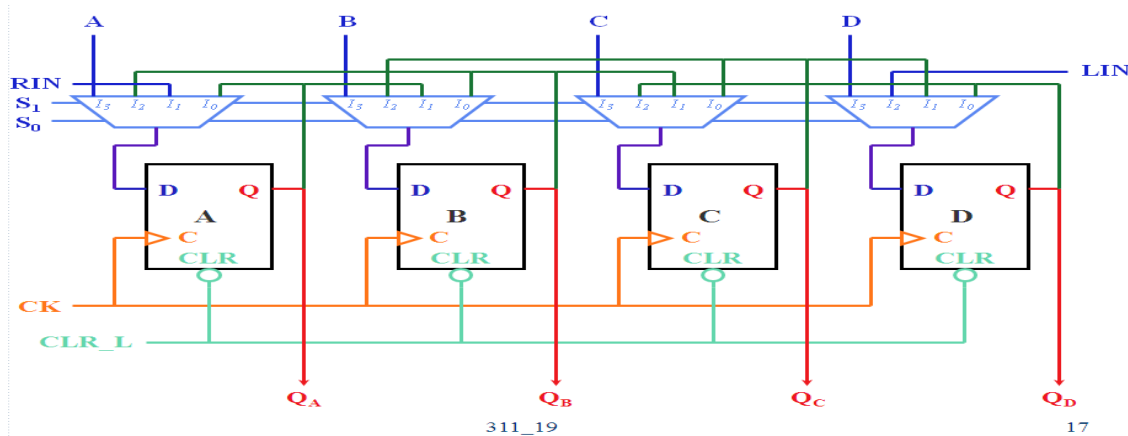 A B C D
RIN LIN
S1
I3 I2 I1 I0 I3 I2 I1 I0 I3 I2 I1 I0 I3 I2 I1 I0
S0
D Q D Q D Q D Q
A B C D
C C C C
CLR CLR CLR CLR
CK
CLR_L
QA QB QC QD
311_19 17